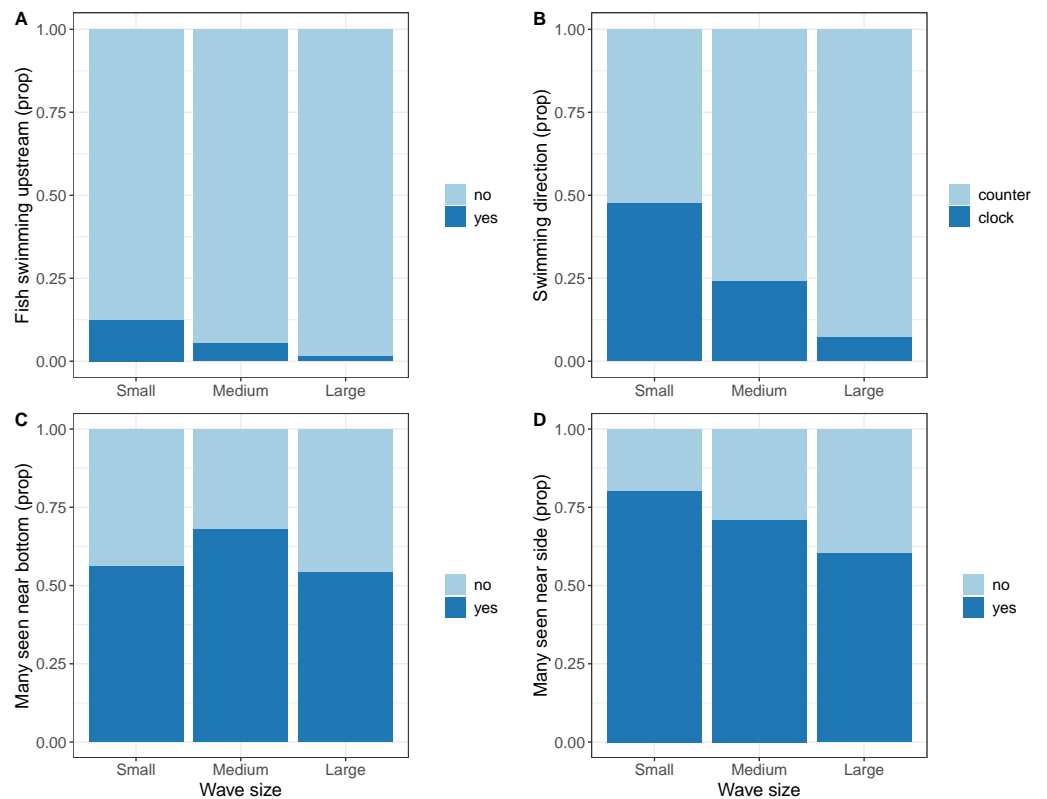 A
Fish swimming upstream (prop)
1.00
0.75
0.50
0.25
0.00
Small Medium Large
no
yes
B
Swimming direction (prop)
1.00
0.75
0.50
0.25
0.00
Small Medium Large
counter
clock
C
Many seen near bottom (prop)
1.00
0.75
0.50
0.25
0.00
Small Medium Large
Wave size
no
yes
D
Many seen near side (prop)
1.00
0.75
0.50
0.25
0.00
Small Medium Large
Wave size
no
yes